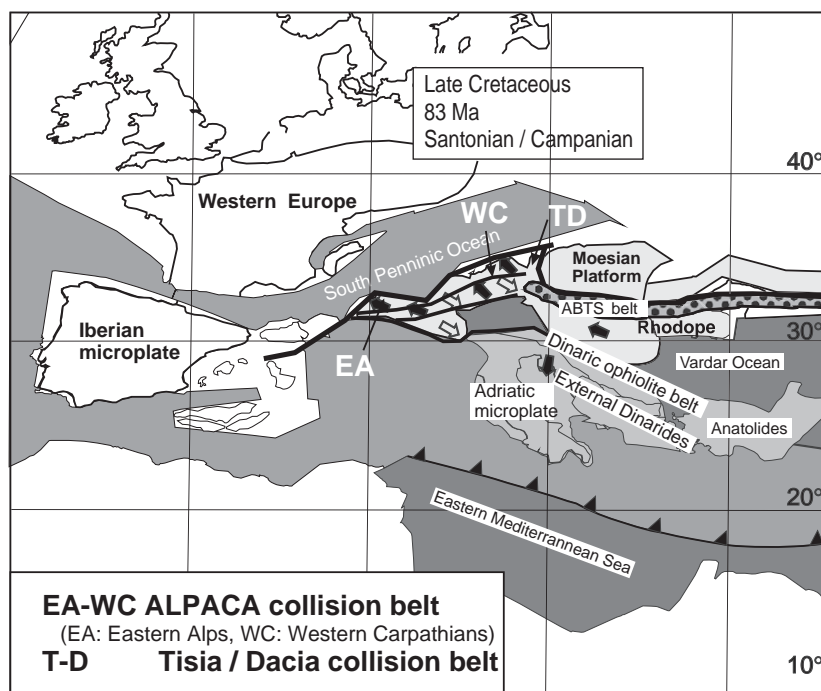 Late Cretaceous
83 Ma
Santonian / Campanian
40°
Western Europe
WC
TD
South Penninic Ocean
Moesian
Platform
ABTS belt
Rhodope
30°
Iberian
microplate
EA
Vardar Ocean
Dinaric ophiolite belt
External Dinarides
Adriatic
microplate
Anatolides
20°
Eastern Mediterrannean Sea
EA-WC ALPACA collision belt
(EA: Eastern Alps, WC: Western Carpathians)
T-D Tisia / Dacia collision belt
10°